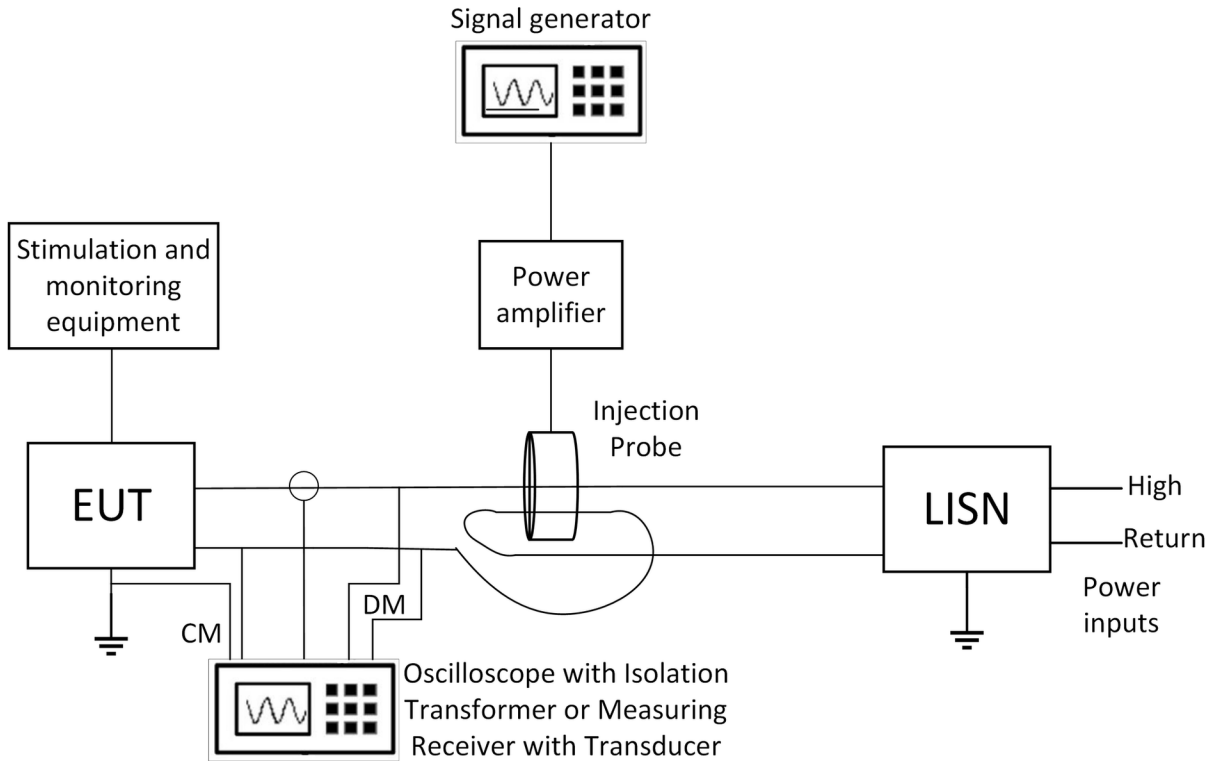 Signal generator
Stimulation and
monitoring
equipment
Power
amplifier
Injection
Probe
EUT
LISN
High
Return
Power
inputs
CM
DM
Oscilloscope with Isolation
Transformer or Measuring
Receiver with Transducer